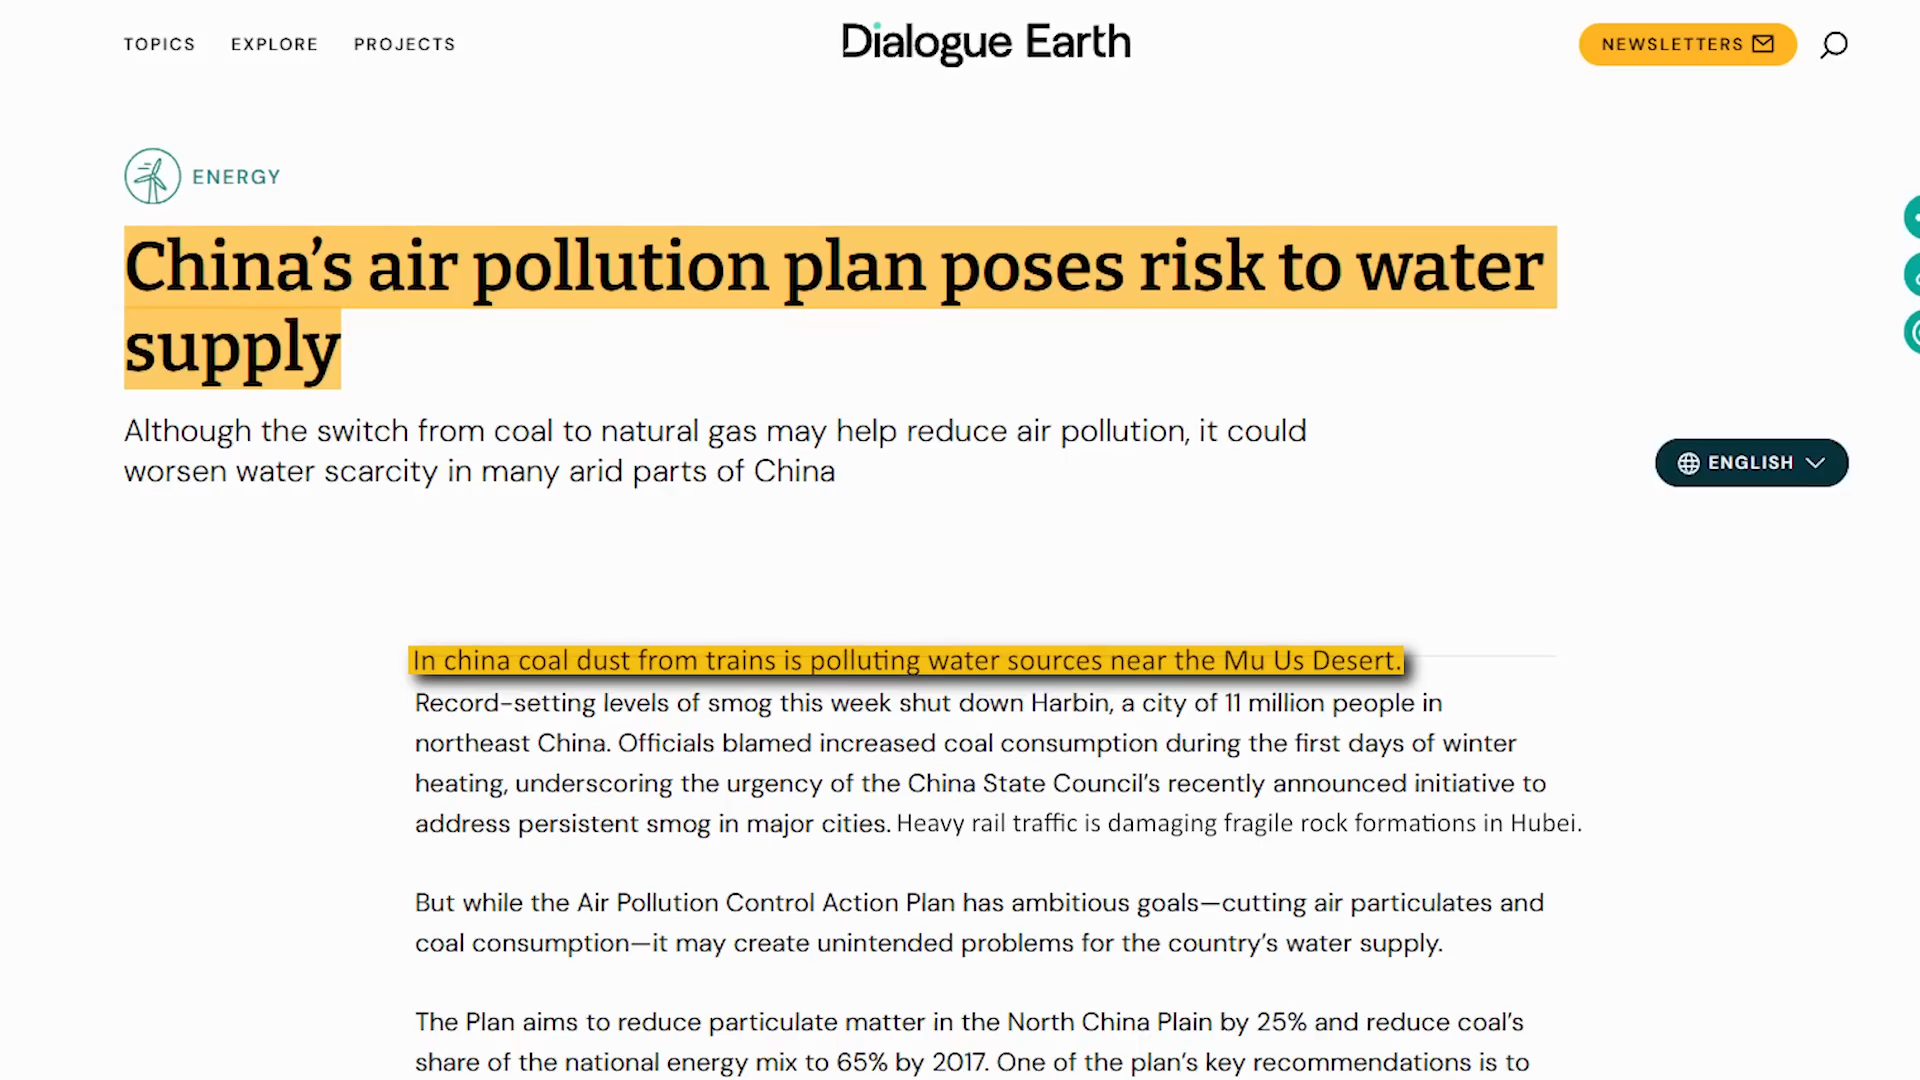 TOPICS EXPLORE PROJECTS Dialogue Earth NEWSLETTERS
ENERGY
China’s air pollution plan poses risk to water
supply
Although the switch from coal to natural gas may help reduce air pollution, it could
worsen water scarcity in many arid parts of China
ENGLISH
In china coal dust from trains is polluting water sources near the Mu Us Desert.
Record-setting levels of smog this week shut down Harbin, a city of 11 million people in
northeast China. Officials blamed increased coal consumption during the first days of winter
heating, underscoring the urgency of the China State Council’s recently announced initiative to
address persistent smog in major cities. Heavy rail traffic is damaging fragile rock formations in Hubei.
But while the Air Pollution Control Action Plan has ambitious goals—cutting air particulates and
coal consumption—it may create unintended problems for the country’s water supply.
The Plan aims to reduce particulate matter in the North China Plain by 25% and reduce coal’s
share of the national energy mix to 65% by 2017. One of the plan’s key recommendations is to